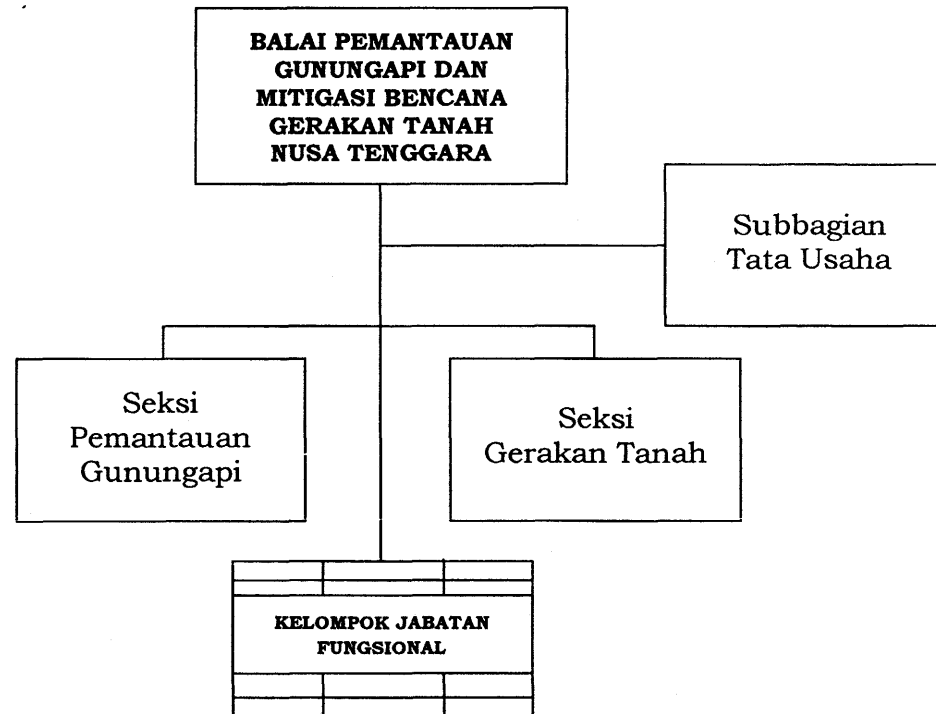 BALAI PEMANTAUAN
GUNUNGAPI DAN
MITIGASI BENCANA
GERAKAN TANAH
NUSA TENGGARA
Subbagian
Tata Usaha
Seksi
Pemantauan
Gunungapi
Seksi
Gerakan Tanah
KELOMPOK JABATAN
FUNGSIONAL